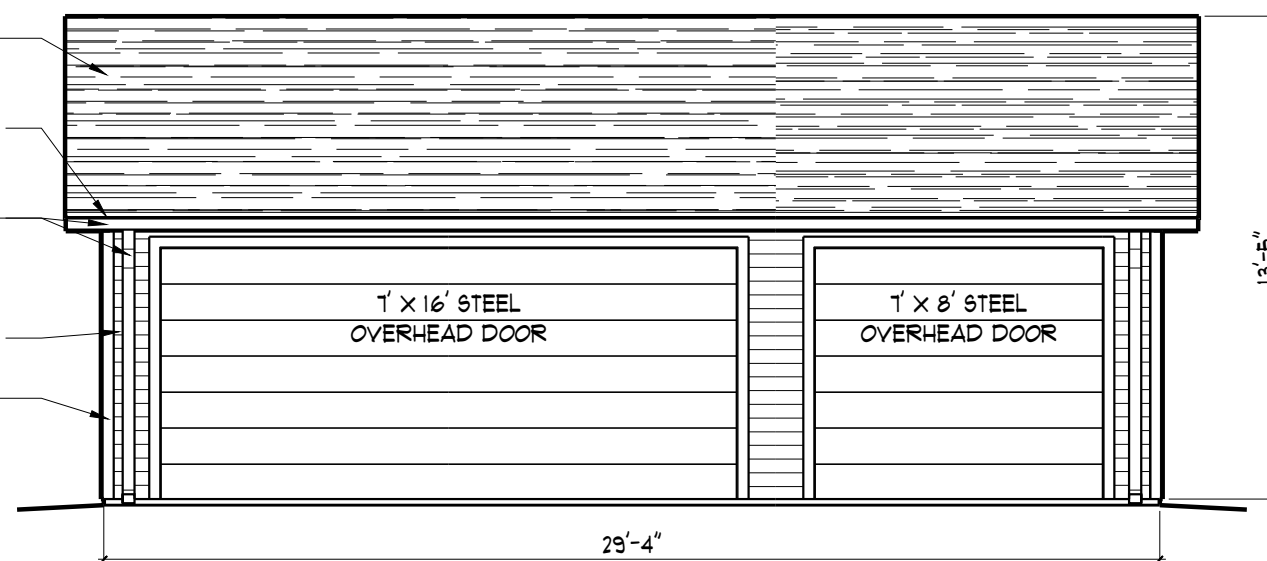 7' X 16' STEEL
OVERHEAD DOOR
7' X 8' STEEL
OVERHEAD DOOR
13'-5"
29'-4"